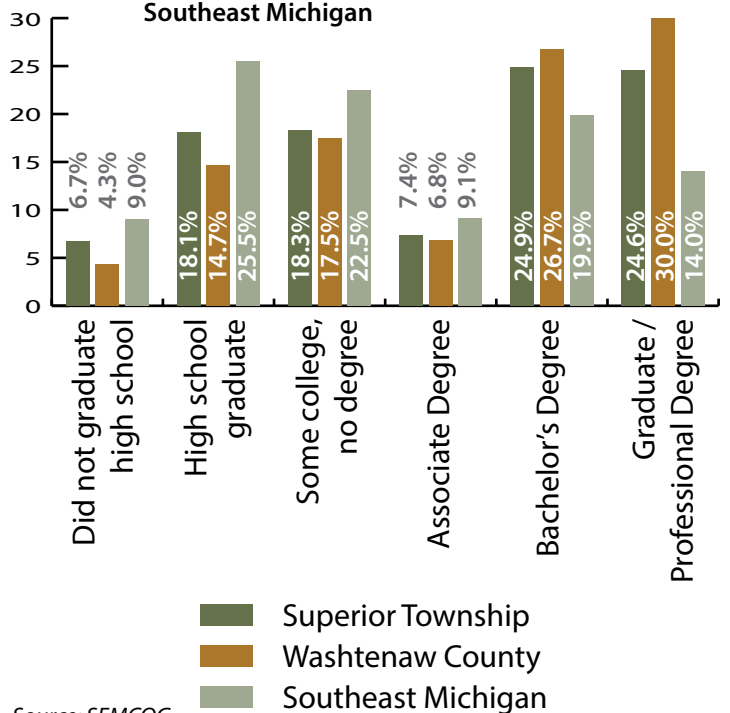 Southeast Michigan
30
25
20
15
10
5
0
6.7%
4.3%
9.0%
18.1%
14.7%
25.5%
18.3%
17.5%
22.5%
7.4%
6.8%
9.1%
24.9%
26.7%
19.9%
24.6%
30.0%
14.0%
Did not graduate
high school
High school
graduate
Some college,
no degree
Associate Degree
Bachelor's Degree
Graduate /
Professional Degree
Superior Township
Washtenaw County
Southeast Michigan
Source: SEMCOG